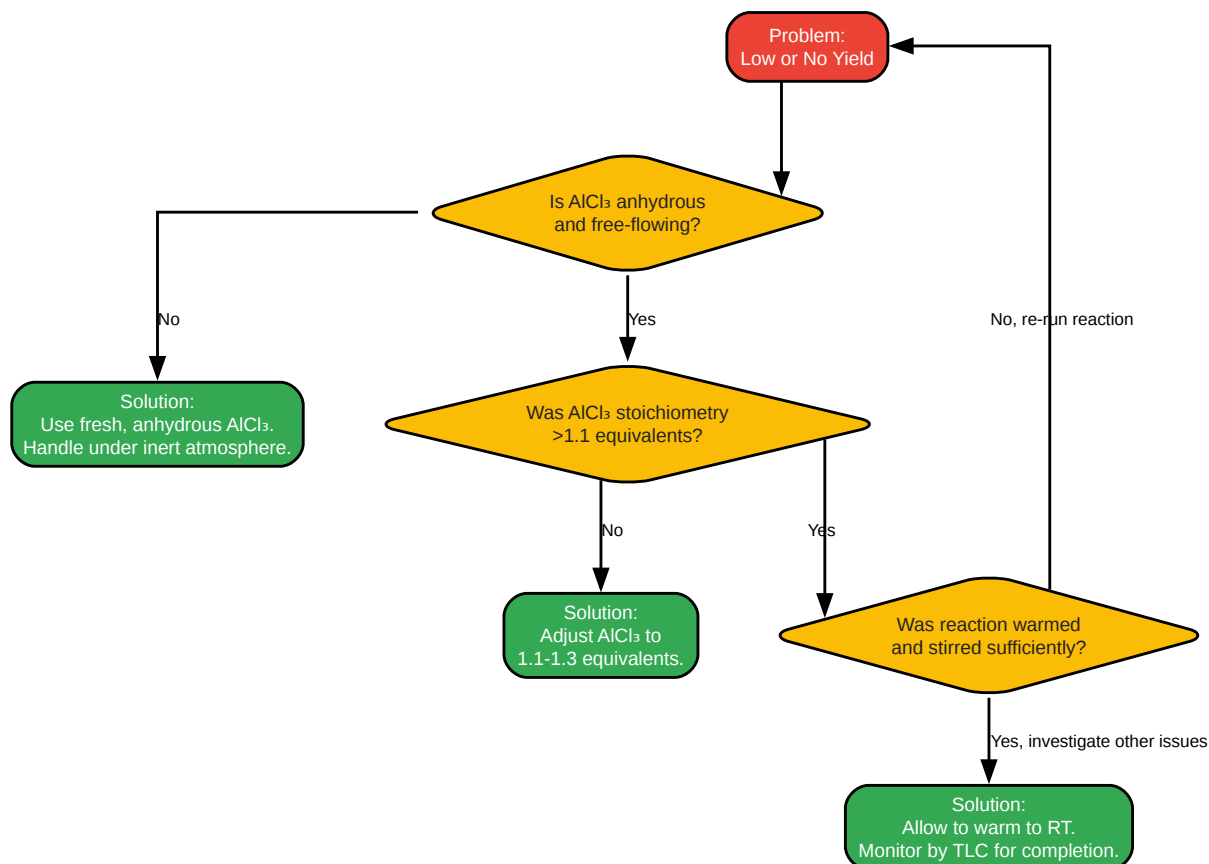 Problem:
Low or No Yield
Is AlCl₃ anhydrous
and free-flowing?
No
Yes
No, re-run reaction
Solution:
Use fresh, anhydrous AlCl₃.
Handle under inert atmosphere.
Was AlCl₃ stoichiometry
>1.1 equivalents?
No
Yes
Solution:
Adjust AlCl₃ to
1.1-1.3 equivalents.
Was reaction warmed
and stirred sufficiently?
Yes, investigate other issues
Solution:
Allow to warm to RT.
Monitor by TLC for completion.